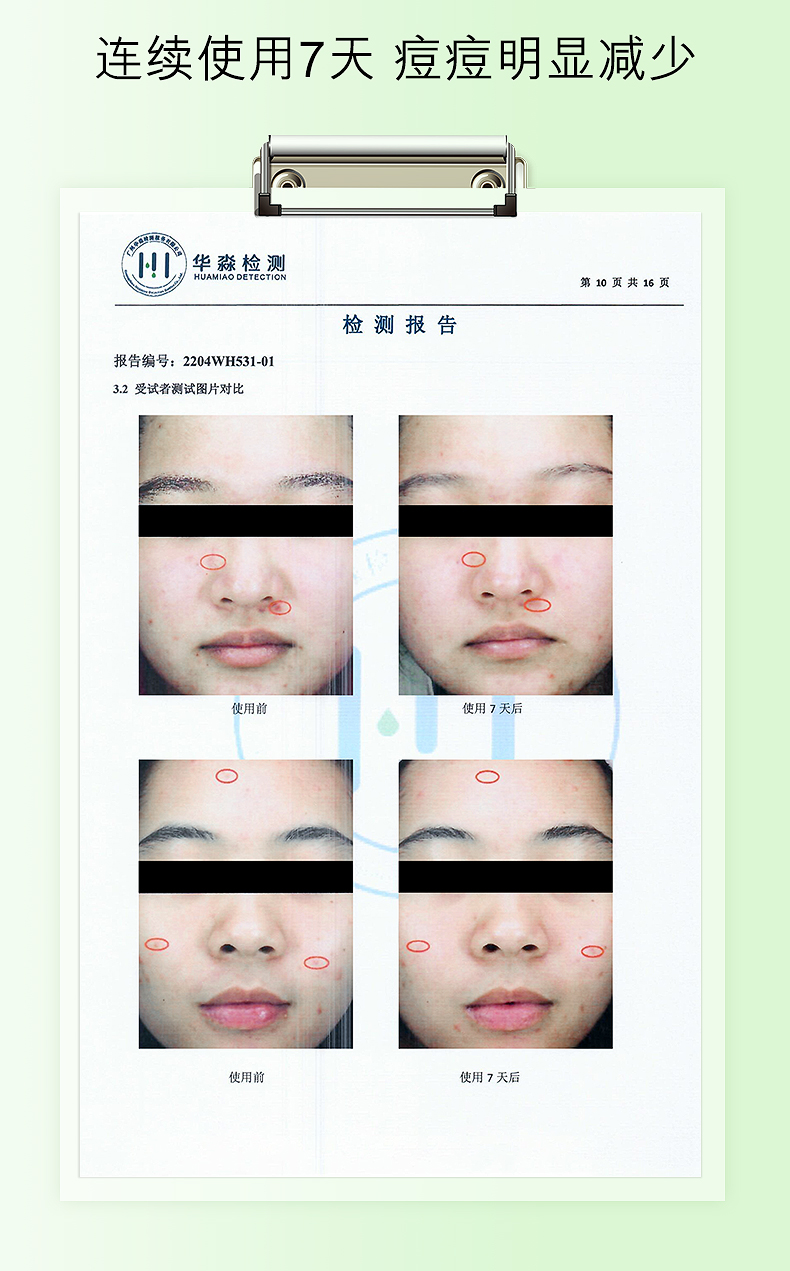 连续使用7天 痘痘明显减少
华淼检测
HUAMIAO DETECTION
第 10 页 共 16 页
检测报告
报告编号：2204WH531-01
3.2 受试者测试图片对比
使用前
使用 7 天后
使用前
使用 7 天后